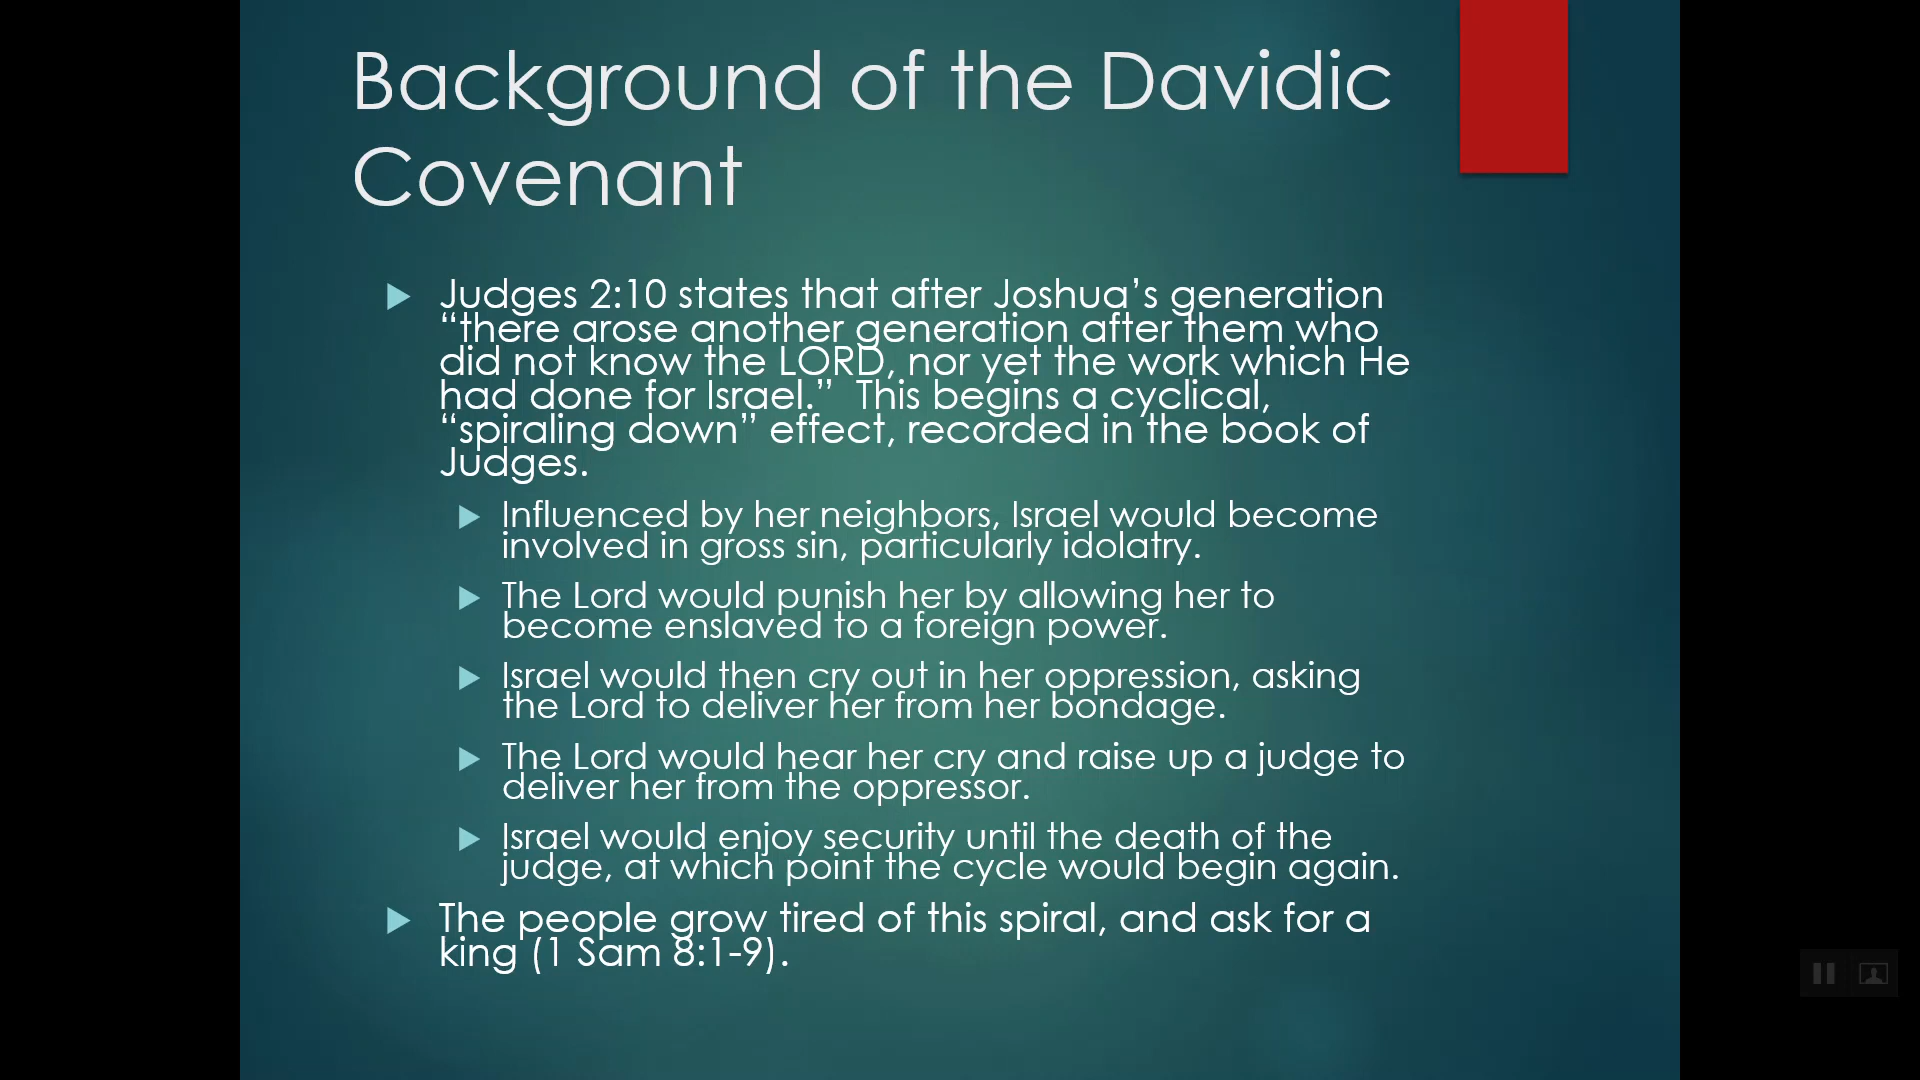 Background of the Davidic
Covenant
Judges 2:10 states that after Joshua’s generation
“there arose another generation after them who
did not know the LORD, nor yet the work which He
had done for Israel.”  This begins a cyclical,
“spiraling down” effect, recorded in the book of
Judges.
Influenced by her neighbors, Israel would become
involved in gross sin, particularly idolatry.
The Lord would punish her by allowing her to
become enslaved to a foreign power.
Israel would then cry out in her oppression, asking
the Lord to deliver her from her bondage.
The Lord would hear her cry and raise up a judge to
deliver her from the oppressor.
Israel would enjoy security until the death of the
judge, at which point the cycle would begin again.
The people grow tired of this spiral, and ask for a
king (1 Sam 8:1-9).